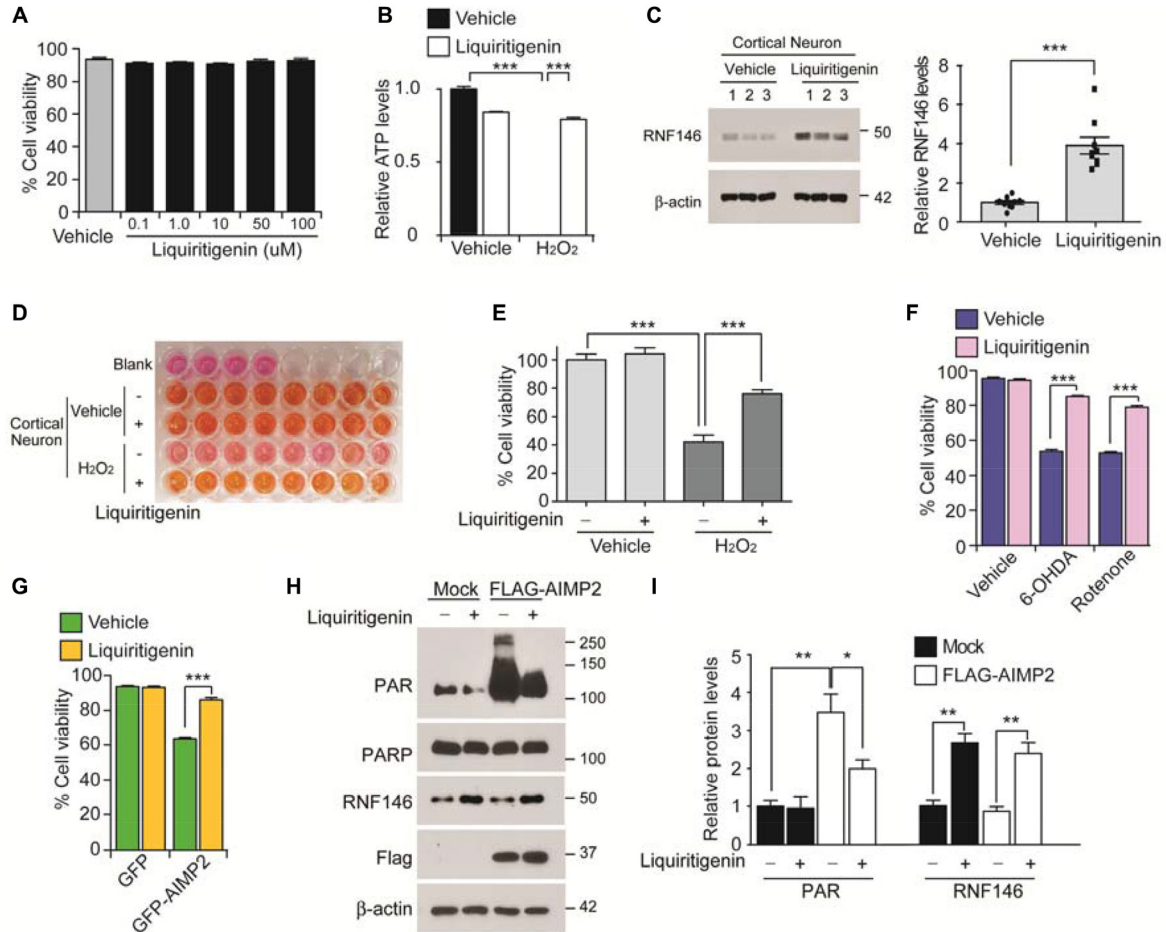 A
% Cell viability
100
80
60
40
20
0
Vehicle
0.1 1.0 10 50 100
Liquiritigenin (uM)
B
Vehicle
Liquiritigenin
*** ***
Relative ATP levels
1.0
0.5
0
Vehicle H2O2
C
Cortical Neuron
Vehicle Liquiritigenin
1 2 3 1 2 3
RNF146
50
β-actin
42
***
Relative RNF146 levels
8
6
4
2
0
Vehicle Liquiritigenin
D
Blank
Cortical
Neuron
Vehicle
-
+
H2O2
-
+
Liquiritigenin
E
*** ***
% Cell viability
100
80
60
40
20
0
Liquiritigenin − + − +
Vehicle H2O2
F
Vehicle
Liquiritigenin
*** ***
% Cell viability
100
80
60
40
20
0
Vehicle 6-OHDA Rotenone
G
Vehicle
Liquiritigenin
***
% Cell viability
100
80
60
40
20
0
GFP GFP-AIMP2
H
Mock FLAG-AIMP2
Liquiritigenin − + − +
250
150
PAR
100
PARP
100
RNF146
50
Flag
37
β-actin
42
I
Mock
FLAG-AIMP2
** * ** **
Relative protein levels
5
4
3
2
1
0
Liquiritigenin − + − + − + − +
PAR RNF146